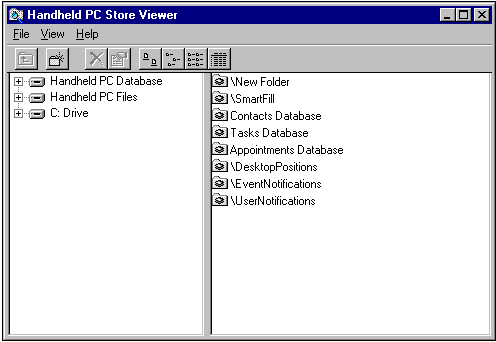 Handheld PC Store Viewer
File View Help
Handheld PC Database
Handheld PC Files
C: Drive
\New Folder
\SmartFill
Contacts Database
Tasks Database
Appointments Database
\DesktopPositions
\EventNotifications
\UserNotifications